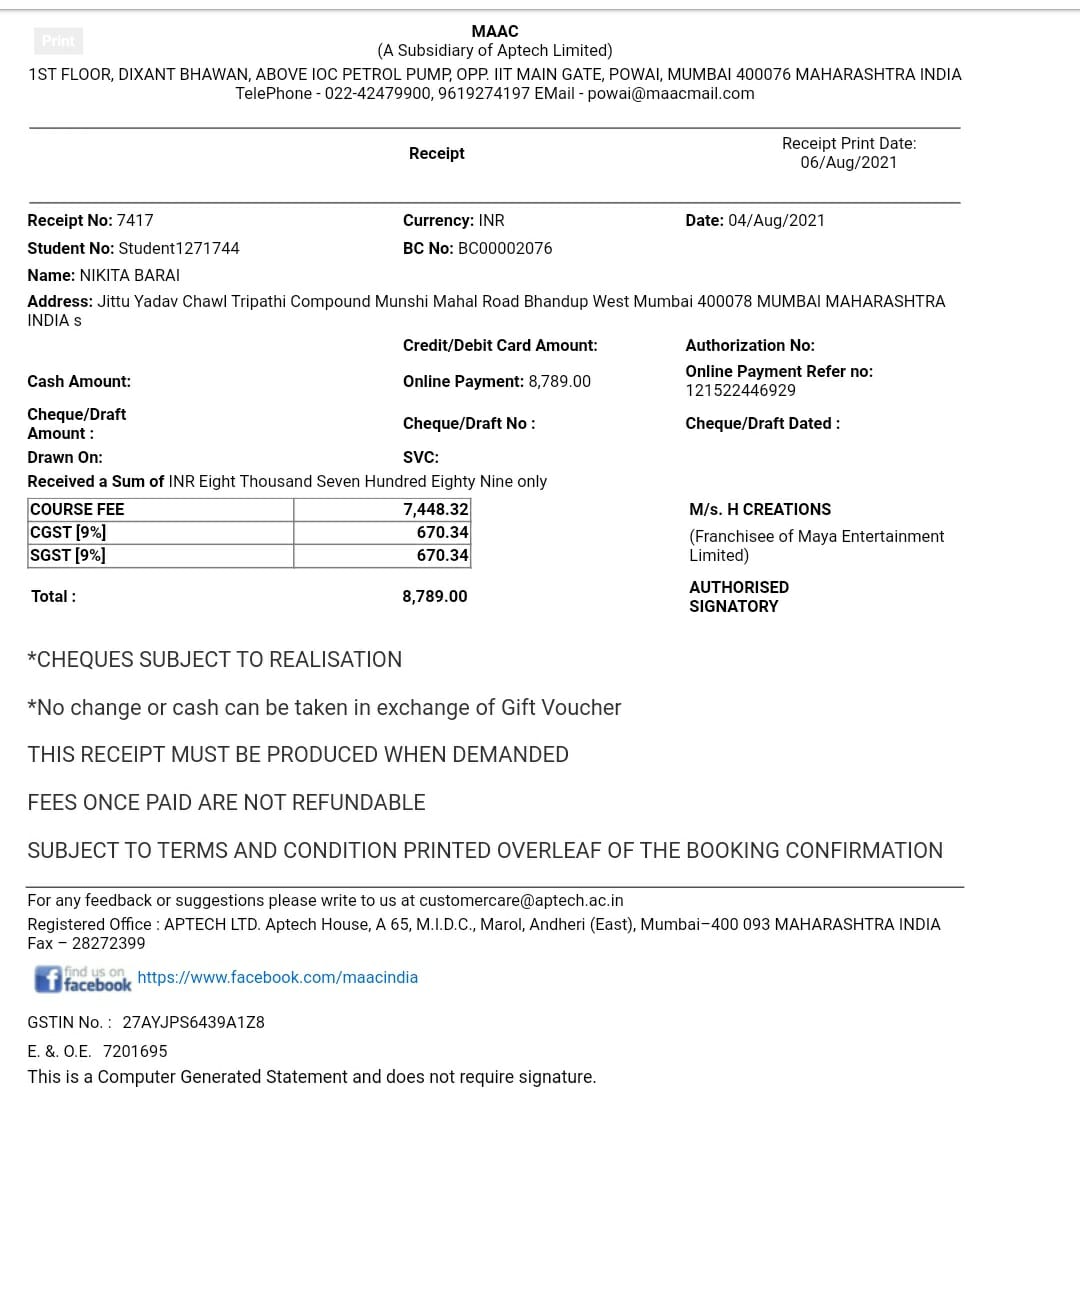 Print
MAAC
(A Subsidiary of Aptech Limited)
1ST FLOOR, DIXANT BHAWAN, ABOVE IOC PETROL PUMP, OPP. IIT MAIN GATE, POWAI, MUMBAI 400076 MAHARASHTRA INDIA
TelePhone - 022-42479900, 9619274197 EMail - powai@maacmail.com
Receipt
Receipt Print Date:
06/Aug/2021
Receipt No: 7417 Currency: INR Date: 04/Aug/2021
Student No: Student1271744 BC No: BC00002076
Name: NIKITA BARAI
Address: Jittu Yadav Chawl Tripathi Compound Munshi Mahal Road Bhandup West Mumbai 400078 MUMBAI MAHARASHTRA
INDIA s
Credit/Debit Card Amount: Authorization No:
Cash Amount: Online Payment: 8,789.00 Online Payment Refer no:
121522446929
Cheque/Draft
Amount : Cheque/Draft No : Cheque/Draft Dated :
Drawn On: SVC:
Received a Sum of INR Eight Thousand Seven Hundred Eighty Nine only
COURSE FEE 7,448.32
CGST [9%] 670.34
SGST [9%] 670.34
Total : 8,789.00
M/s. H CREATIONS
(Franchisee of Maya Entertainment
Limited)
AUTHORISED
SIGNATORY
*CHEQUES SUBJECT TO REALISATION
*No change or cash can be taken in exchange of Gift Voucher
THIS RECEIPT MUST BE PRODUCED WHEN DEMANDED
FEES ONCE PAID ARE NOT REFUNDABLE
SUBJECT TO TERMS AND CONDITION PRINTED OVERLEAF OF THE BOOKING CONFIRMATION
For any feedback or suggestions please write to us at customercare@aptech.ac.in
Registered Office : APTECH LTD. Aptech House, A 65, M.I.D.C., Marol, Andheri (East), Mumbai–400 093 MAHARASHTRA INDIA
Fax – 28272399
find us on
facebook https://www.facebook.com/maacindia
GSTIN No. : 27AYJPS6439A1Z8
E. &. O.E. 7201695
This is a Computer Generated Statement and does not require signature.